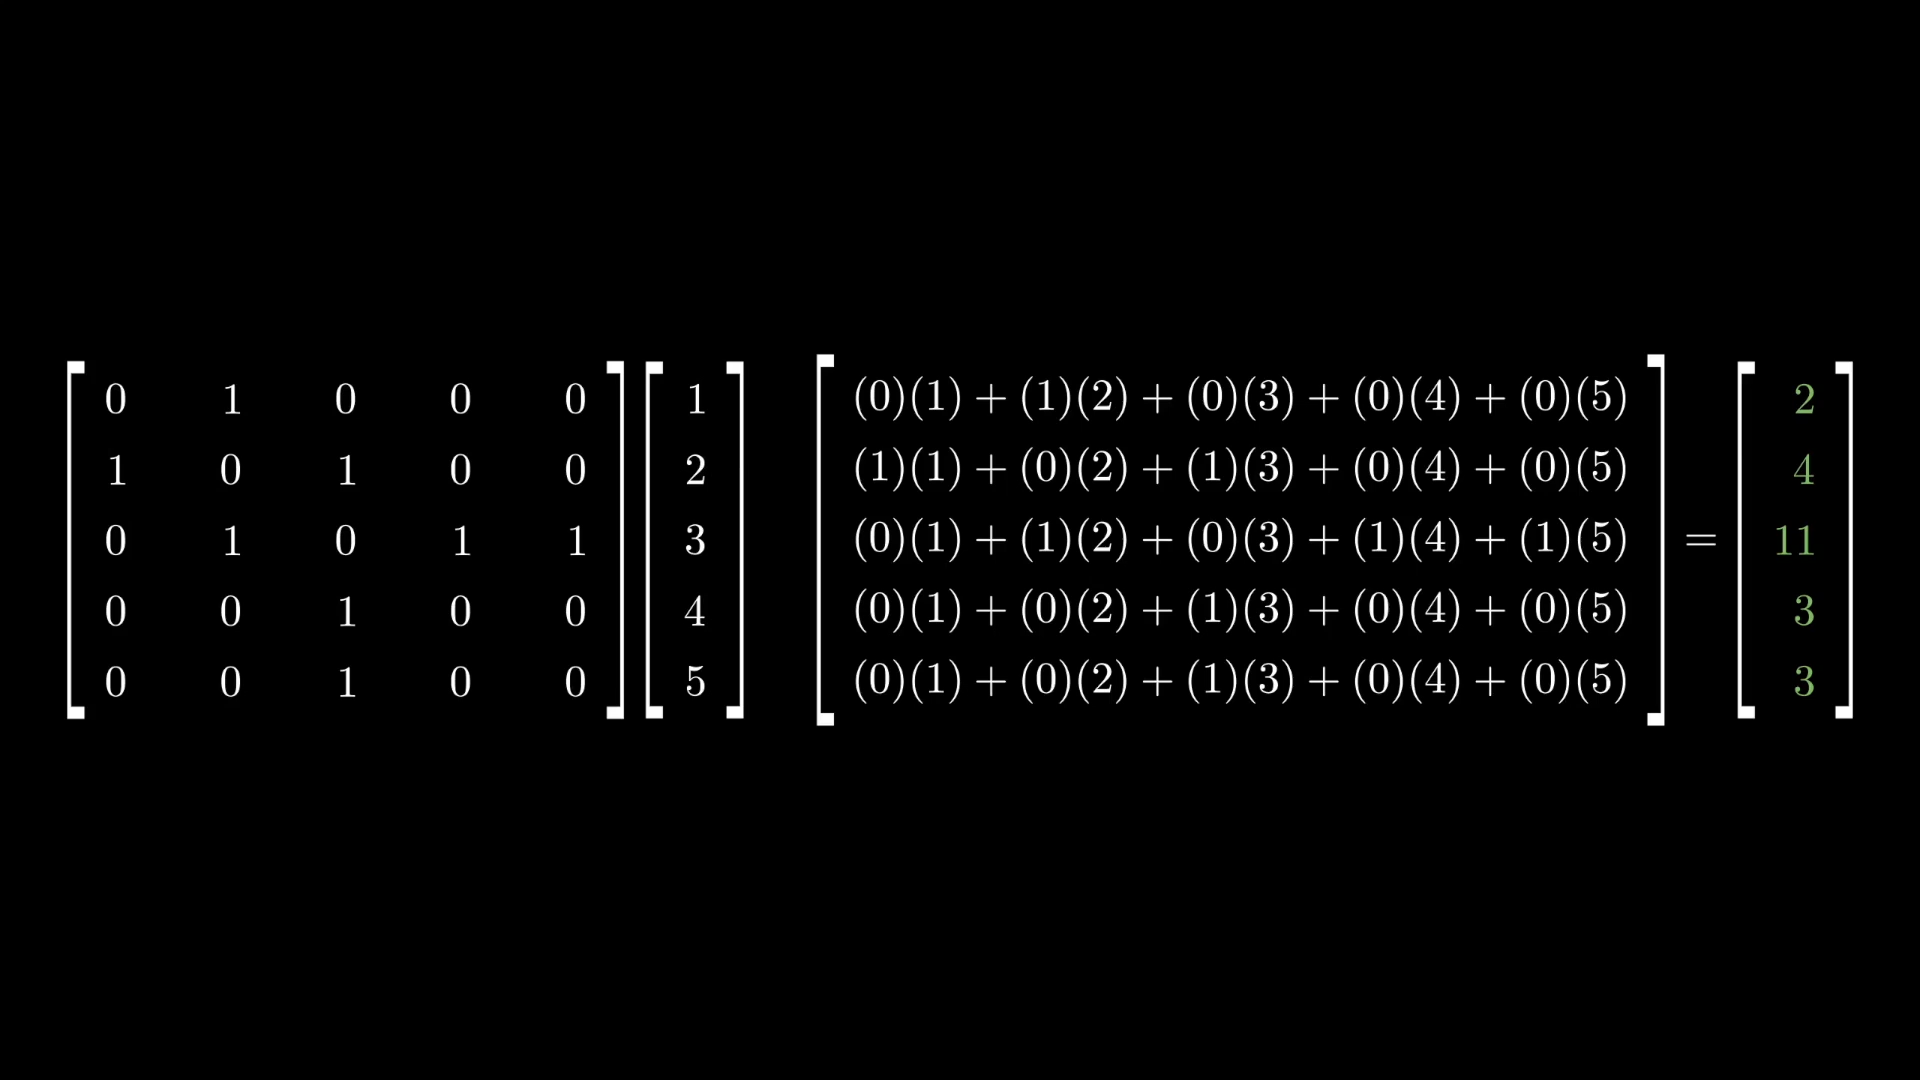 0 1 0 0 0 1 (0)(1) + (1)(2) + (0)(3) + (0)(4) + (0)(5) 2
1 0 1 0 0 2 (1)(1) + (0)(2) + (1)(3) + (0)(4) + (0)(5) 4
0 1 0 1 1 3 (0)(1) + (1)(2) + (0)(3) + (1)(4) + (1)(5) = 11
0 0 1 0 0 4 (0)(1) + (0)(2) + (1)(3) + (0)(4) + (0)(5) 3
0 0 1 0 0 5 (0)(1) + (0)(2) + (1)(3) + (0)(4) + (0)(5) 3